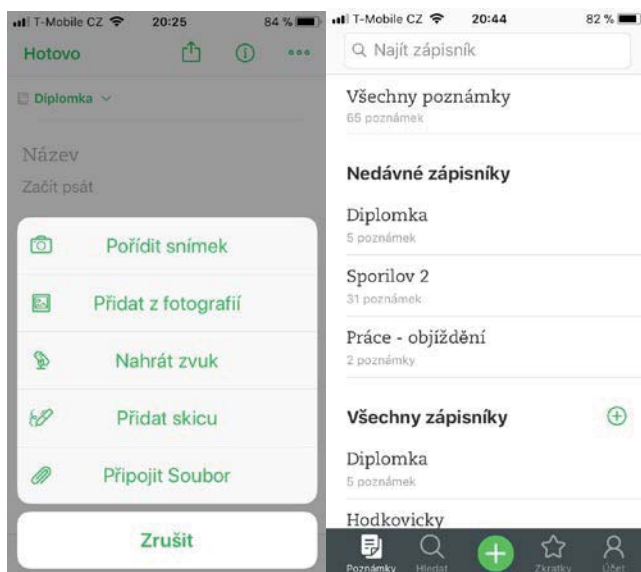 T-Mobile CZ 20:25 84 %
Hotovo
Diplomka
Název
Začít psát
Pořídit snímek
Přidat z fotografií
Nahrát zvuk
Přidat skicu
Připojit Soubor
Zrušit
T-Mobile CZ 20:44 82 %
Najít zápisník
Všechny poznámky
65 poznámek
Nedávné zápisníky
Diplomka
5 poznámek
Sporilov 2
31 poznámek
Práce - objíždění
2 poznámky
Všechny zápisníky
Diplomka
5 poznámek
Hodkovicky
Poznámky Hledat Zkratky Účet